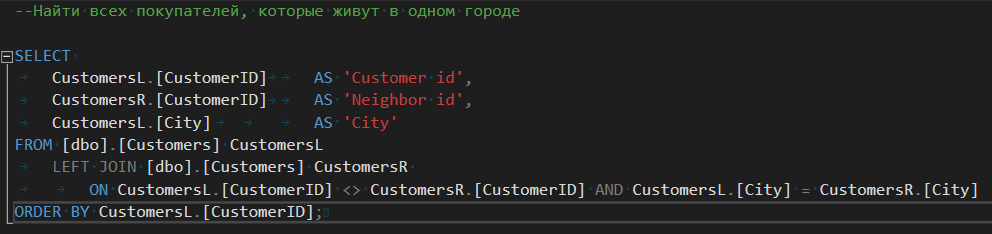 --Найти всех покупателей, которые живут в одном городе
SELECT
CustomersL.[CustomerID] AS 'Customer id',
CustomersR.[CustomerID] AS 'Neighbor id',
CustomersL.[City] AS 'City'
FROM [dbo].[Customers] CustomersL
LEFT JOIN [dbo].[Customers] CustomersR
ON CustomersL.[CustomerID] <> CustomersR.[CustomerID] AND CustomersL.[City] = CustomersR.[City]
ORDER BY CustomersL.[CustomerID];